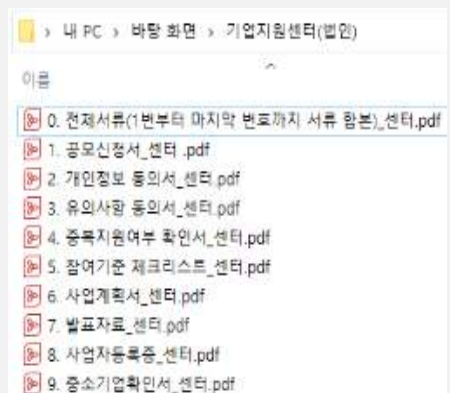 › 내 PC › 바탕 화면 › 기업지원센터(법인)
이름
0. 전체서류(1번부터 마지막 번호까지 서류 합본)_센터.pdf
1. 공모신청서_센터 .pdf
2. 개인정보 동의서_센터.pdf
3. 유의사항 동의서_센터.pdf
4. 중복지원여부 확인서_센터.pdf
5. 참여기준 체크리스트_센터.pdf
6. 사업계획서_센터.pdf
7. 발표자료_센터.pdf
8. 사업자등록증_센터.pdf
9. 중소기업확인서_센터.pdf